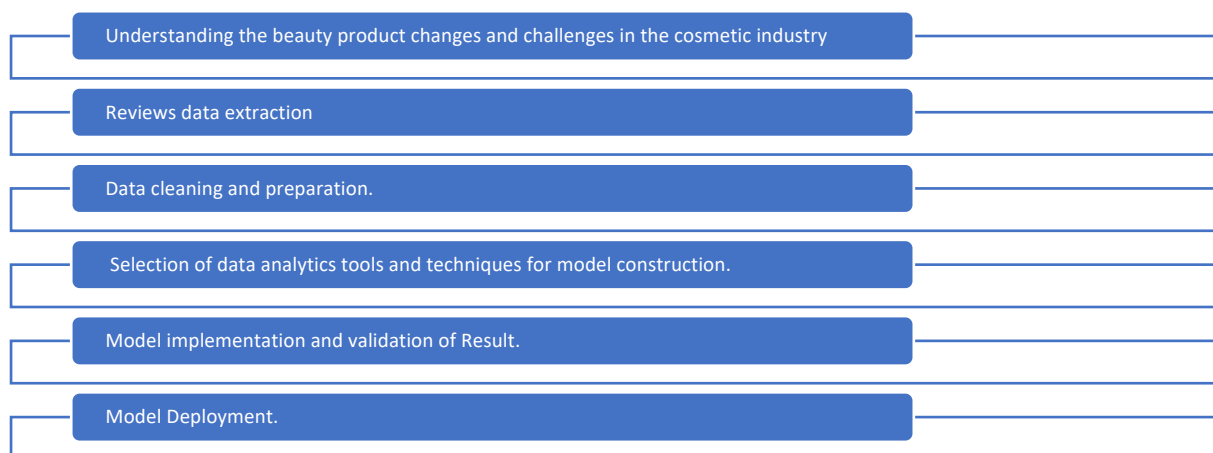 Understanding the beauty product changes and challenges in the cosmetic industry
Reviews data extraction
Data cleaning and preparation.
Selection of data analytics tools and techniques for model construction.
Model implementation and validation of Result.
Model Deployment.